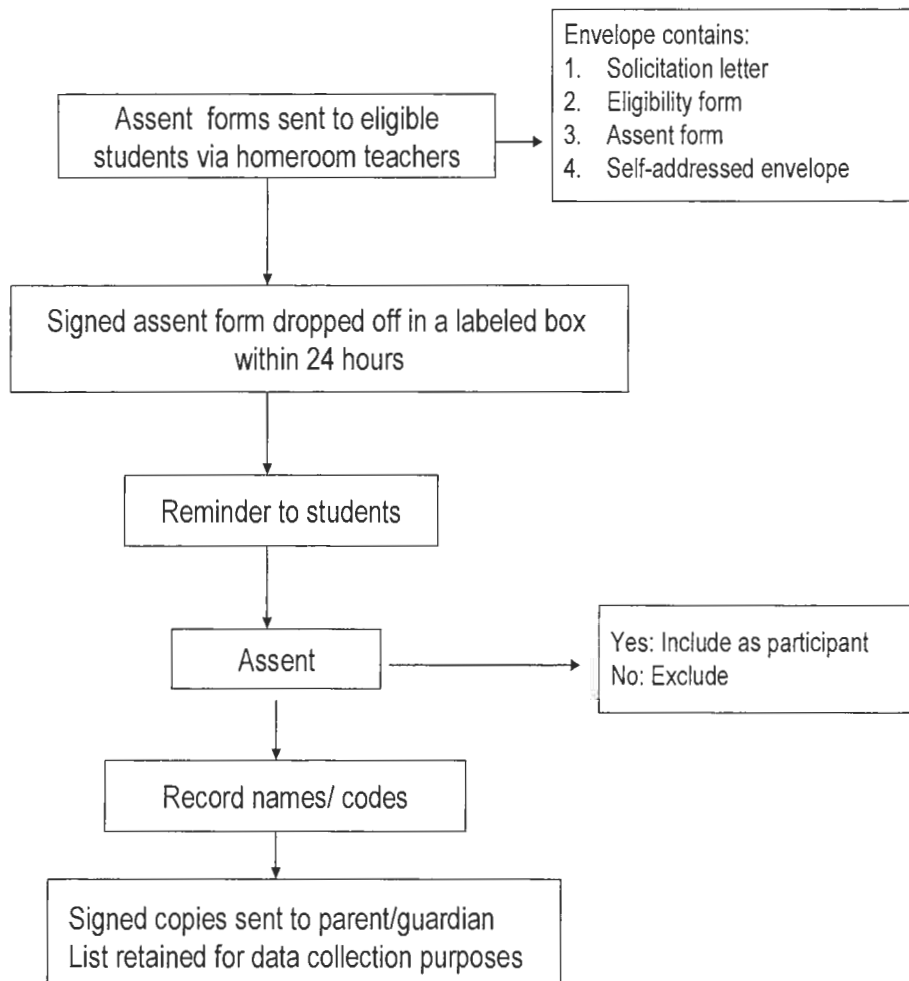 Envelope contains:
1. Solicitation letter
2. Eligibility form
3. Assent form
4. Self-addressed envelope
Assent forms sent to eligible
students via homeroom teachers
Signed assent form dropped off in a labeled box
within 24 hours
Reminder to students
Assent
Yes: Include as participant
No: Exclude
Record names/ codes
Signed copies sent to parent/guardian
List retained for data collection purposes